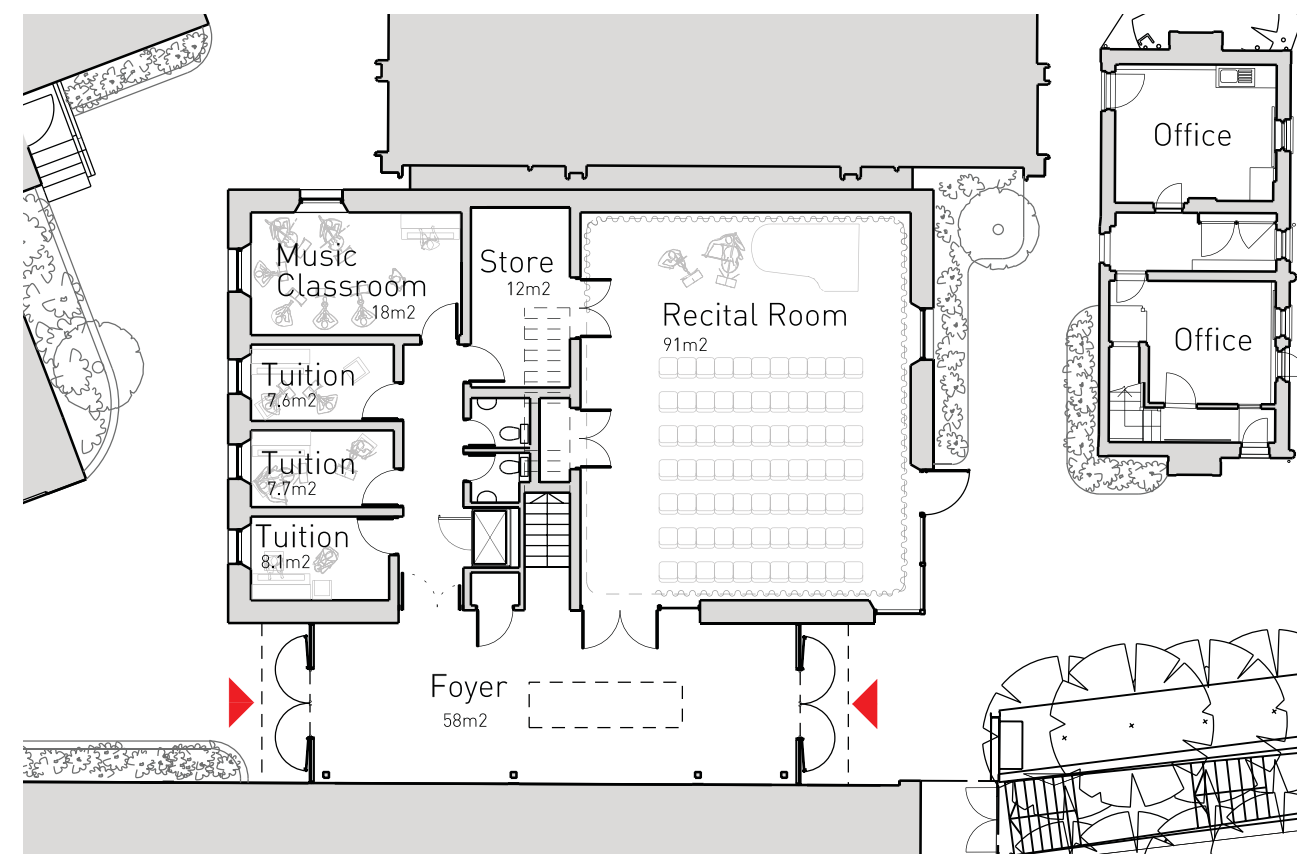 Office
Music
Classroom
18m2
Store
12m2
Recital Room
91m2
Office
Tuition
7.6m2
Tuition
7.7m2
Tuition
8.1m2
Foyer
58m2